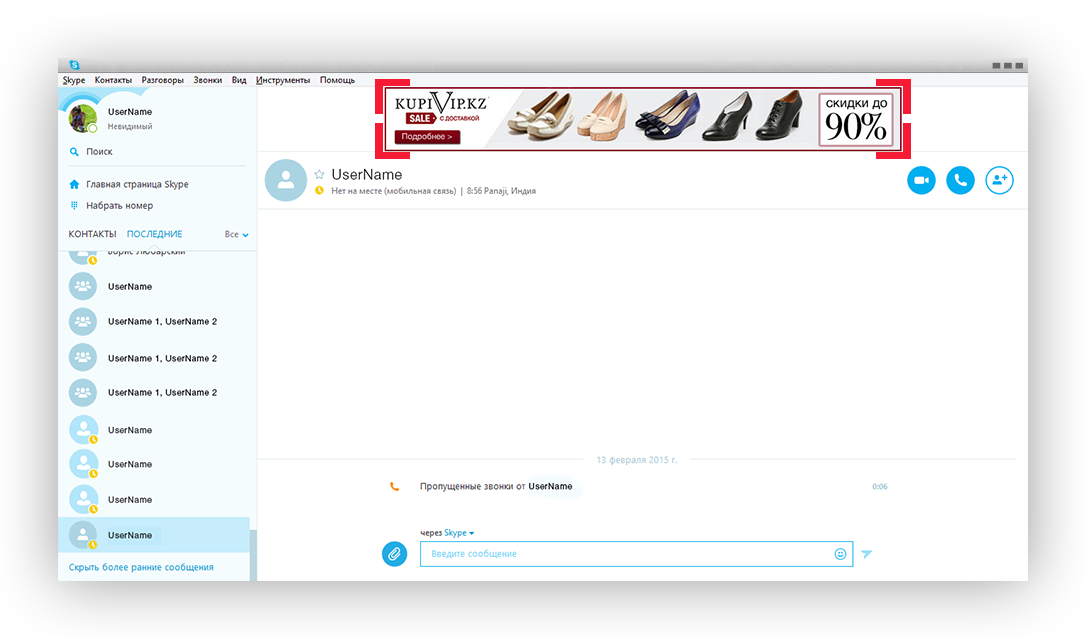 Skype Контакты Разговоры Звонки Вид Инструменты Помощь
UserName
Невидимый
Поиск
Главная страница Skype
Набрать номер
КОНТАКТЫ ПОСЛЕДНИЕ Все
Борис Любарский
UserName
UserName 1, UserName 2
UserName 1, UserName 2
UserName 1, UserName 2
UserName
UserName
UserName
UserName
Скрыть более ранние сообщения
KUPIVIP.KZ
SALE С ДОСТАВКОЙ
Подробнее >
СКИДКИ ДО
90%
UserName
Нет на месте (мобильная связь) | 8:56 Panaji, Индия
13 февраля 2015 г.
Пропущенные звонки от UserName 0:06
через Skype
Введите сообщение